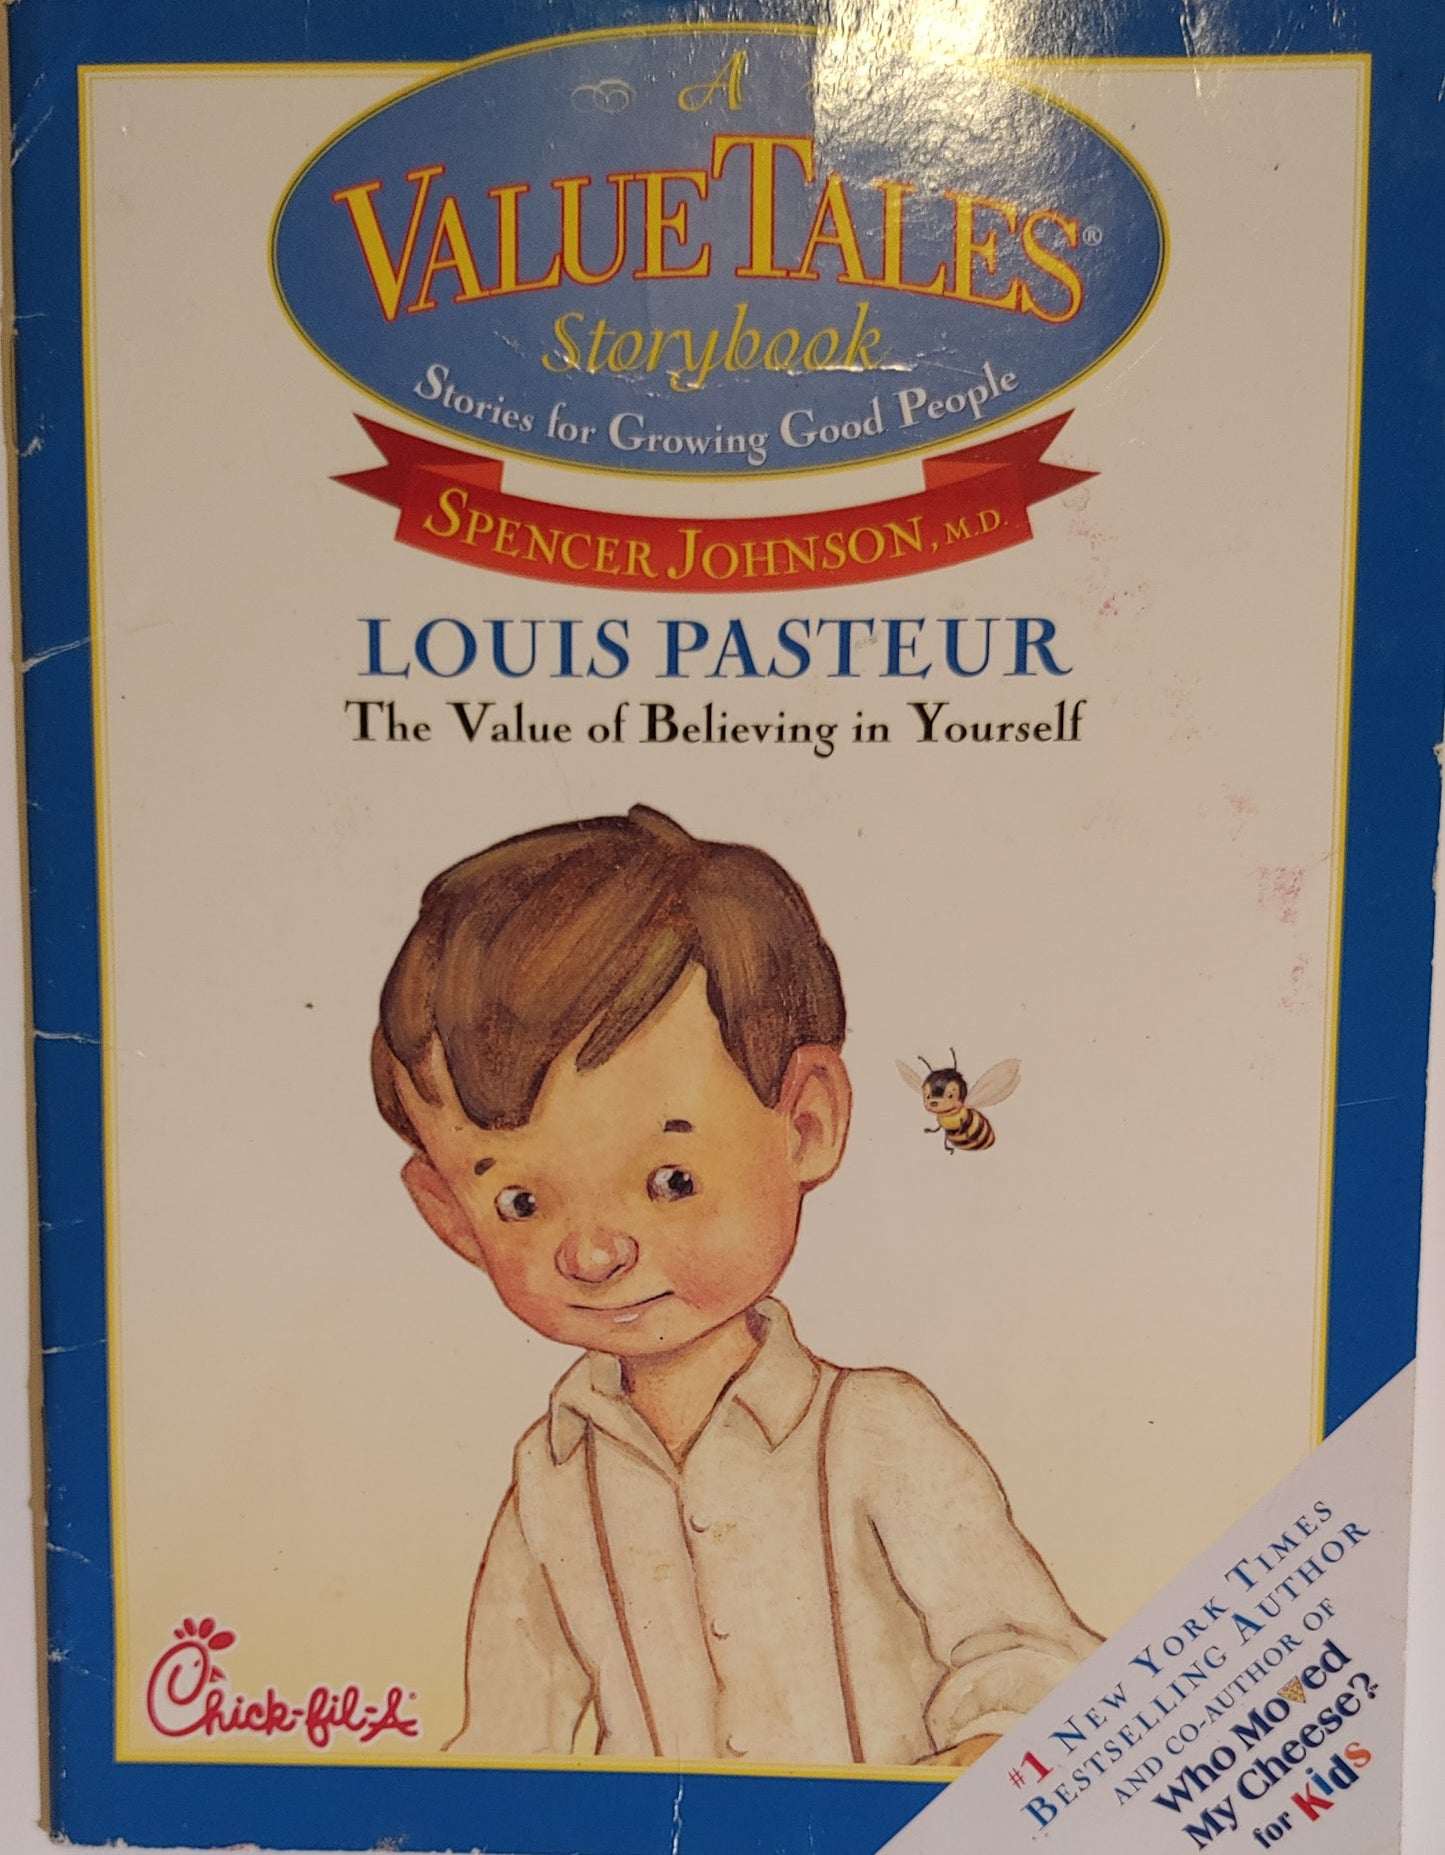 A
VALUETALES®
Storybook
Stories for Growing Good People
SPENCER JOHNSON, M.D.
LOUIS PASTEUR
The Value of Believing in Yourself
Chick-fil-A®
#1 NEW YORK TIMES
BESTSELLING AUTHOR
AND CO-AUTHOR OF
Who Moved
My Cheese?
for Kids